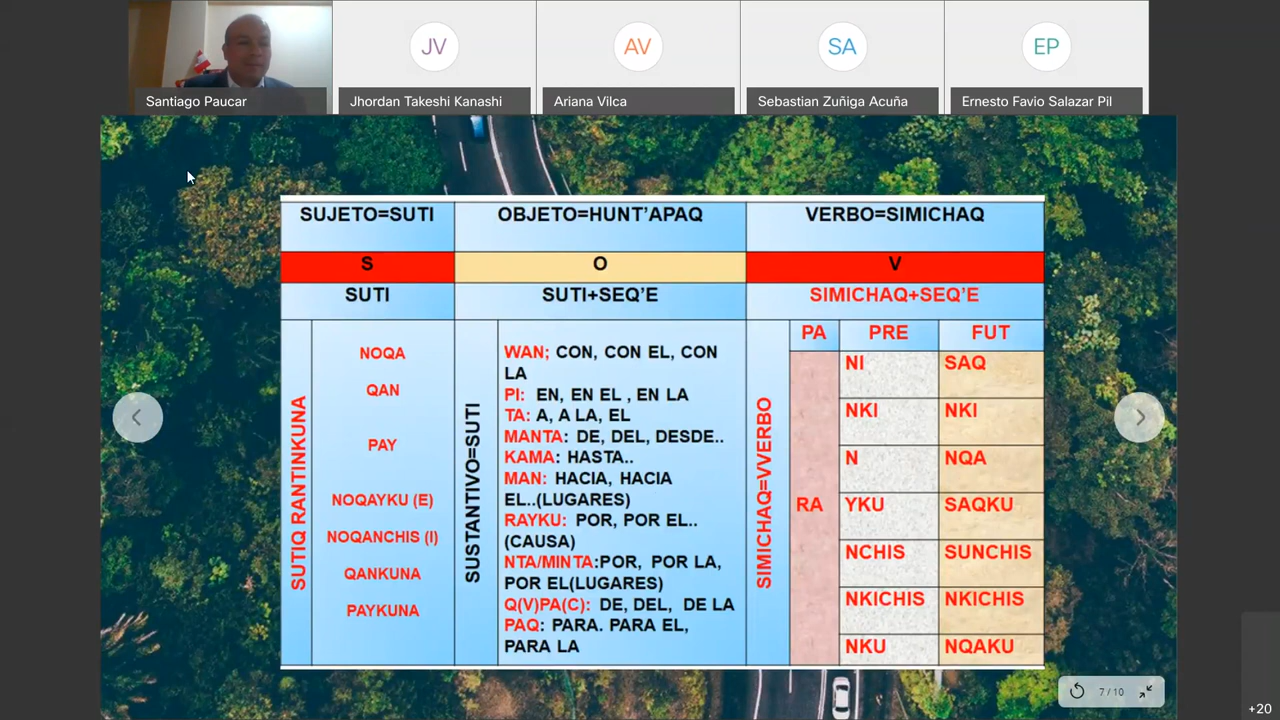 JV
AV
SA
EP
Santiago Paucar
Jhordan Takeshi Kanashi
Ariana Vilca
Sebastian Zuñiga Acuña
Ernesto Favio Salazar Pil
SUJETO=SUTI
OBJETO=HUNT’APAQ
VERBO=SIMICHAQ
S
O
V
SUTI
SUTI+SEQ’E
SIMICHAQ+SEQ’E
SUTIQ RANTINKUNA
NOQA
QAN
PAY
NOQAYKU (E)
NOQANCHIS (I)
QANKUNA
PAYKUNA
SUSTANTIVO=SUTI
WAN; CON, CON EL, CON
LA
PI: EN, EN EL , EN LA
TA: A, A LA, EL
MANTA: DE, DEL, DESDE..
KAMA: HASTA..
MAN: HACIA, HACIA
EL..(LUGARES)
RAYKU: POR, POR EL..
(CAUSA)
NTA/MINTA:POR, POR LA,
POR EL(LUGARES)
Q(V)PA(C): DE, DEL, DE LA
PAQ: PARA. PARA EL,
PARA LA
SIMICHAQ=VVERBO
PA
PRE
FUT
RA
NI
SAQ
NKI
NKI
N
NQA
YKU
SAQKU
NCHIS
SUNCHIS
NKICHIS
NKICHIS
NKU
NQAKU
7 / 10
+20